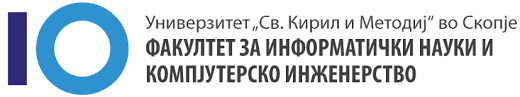 Универзитет „Св. Кирил и Методиј“ во Скопје
ФАКУЛТЕТ ЗА ИНФОРМАТИЧКИ НАУКИ И
КОМПЈУТЕРСКО ИНЖЕНЕРСТВО